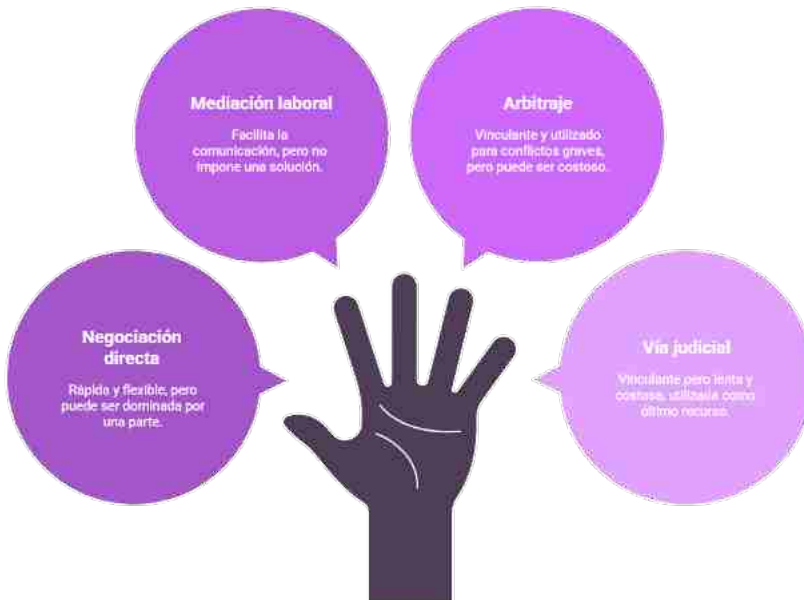 Mediación laboral
Facilita la
comunicación, pero no
impone una solución.
Arbitraje
Vinculante y utilizado
para conflictos graves,
pero puede ser costoso.
Negociación
directa
Rápida y flexible, pero
puede ser dominada por
una parte.
Vía judicial
Vinculante pero lenta y
costosa, utilizada como
último recurso.